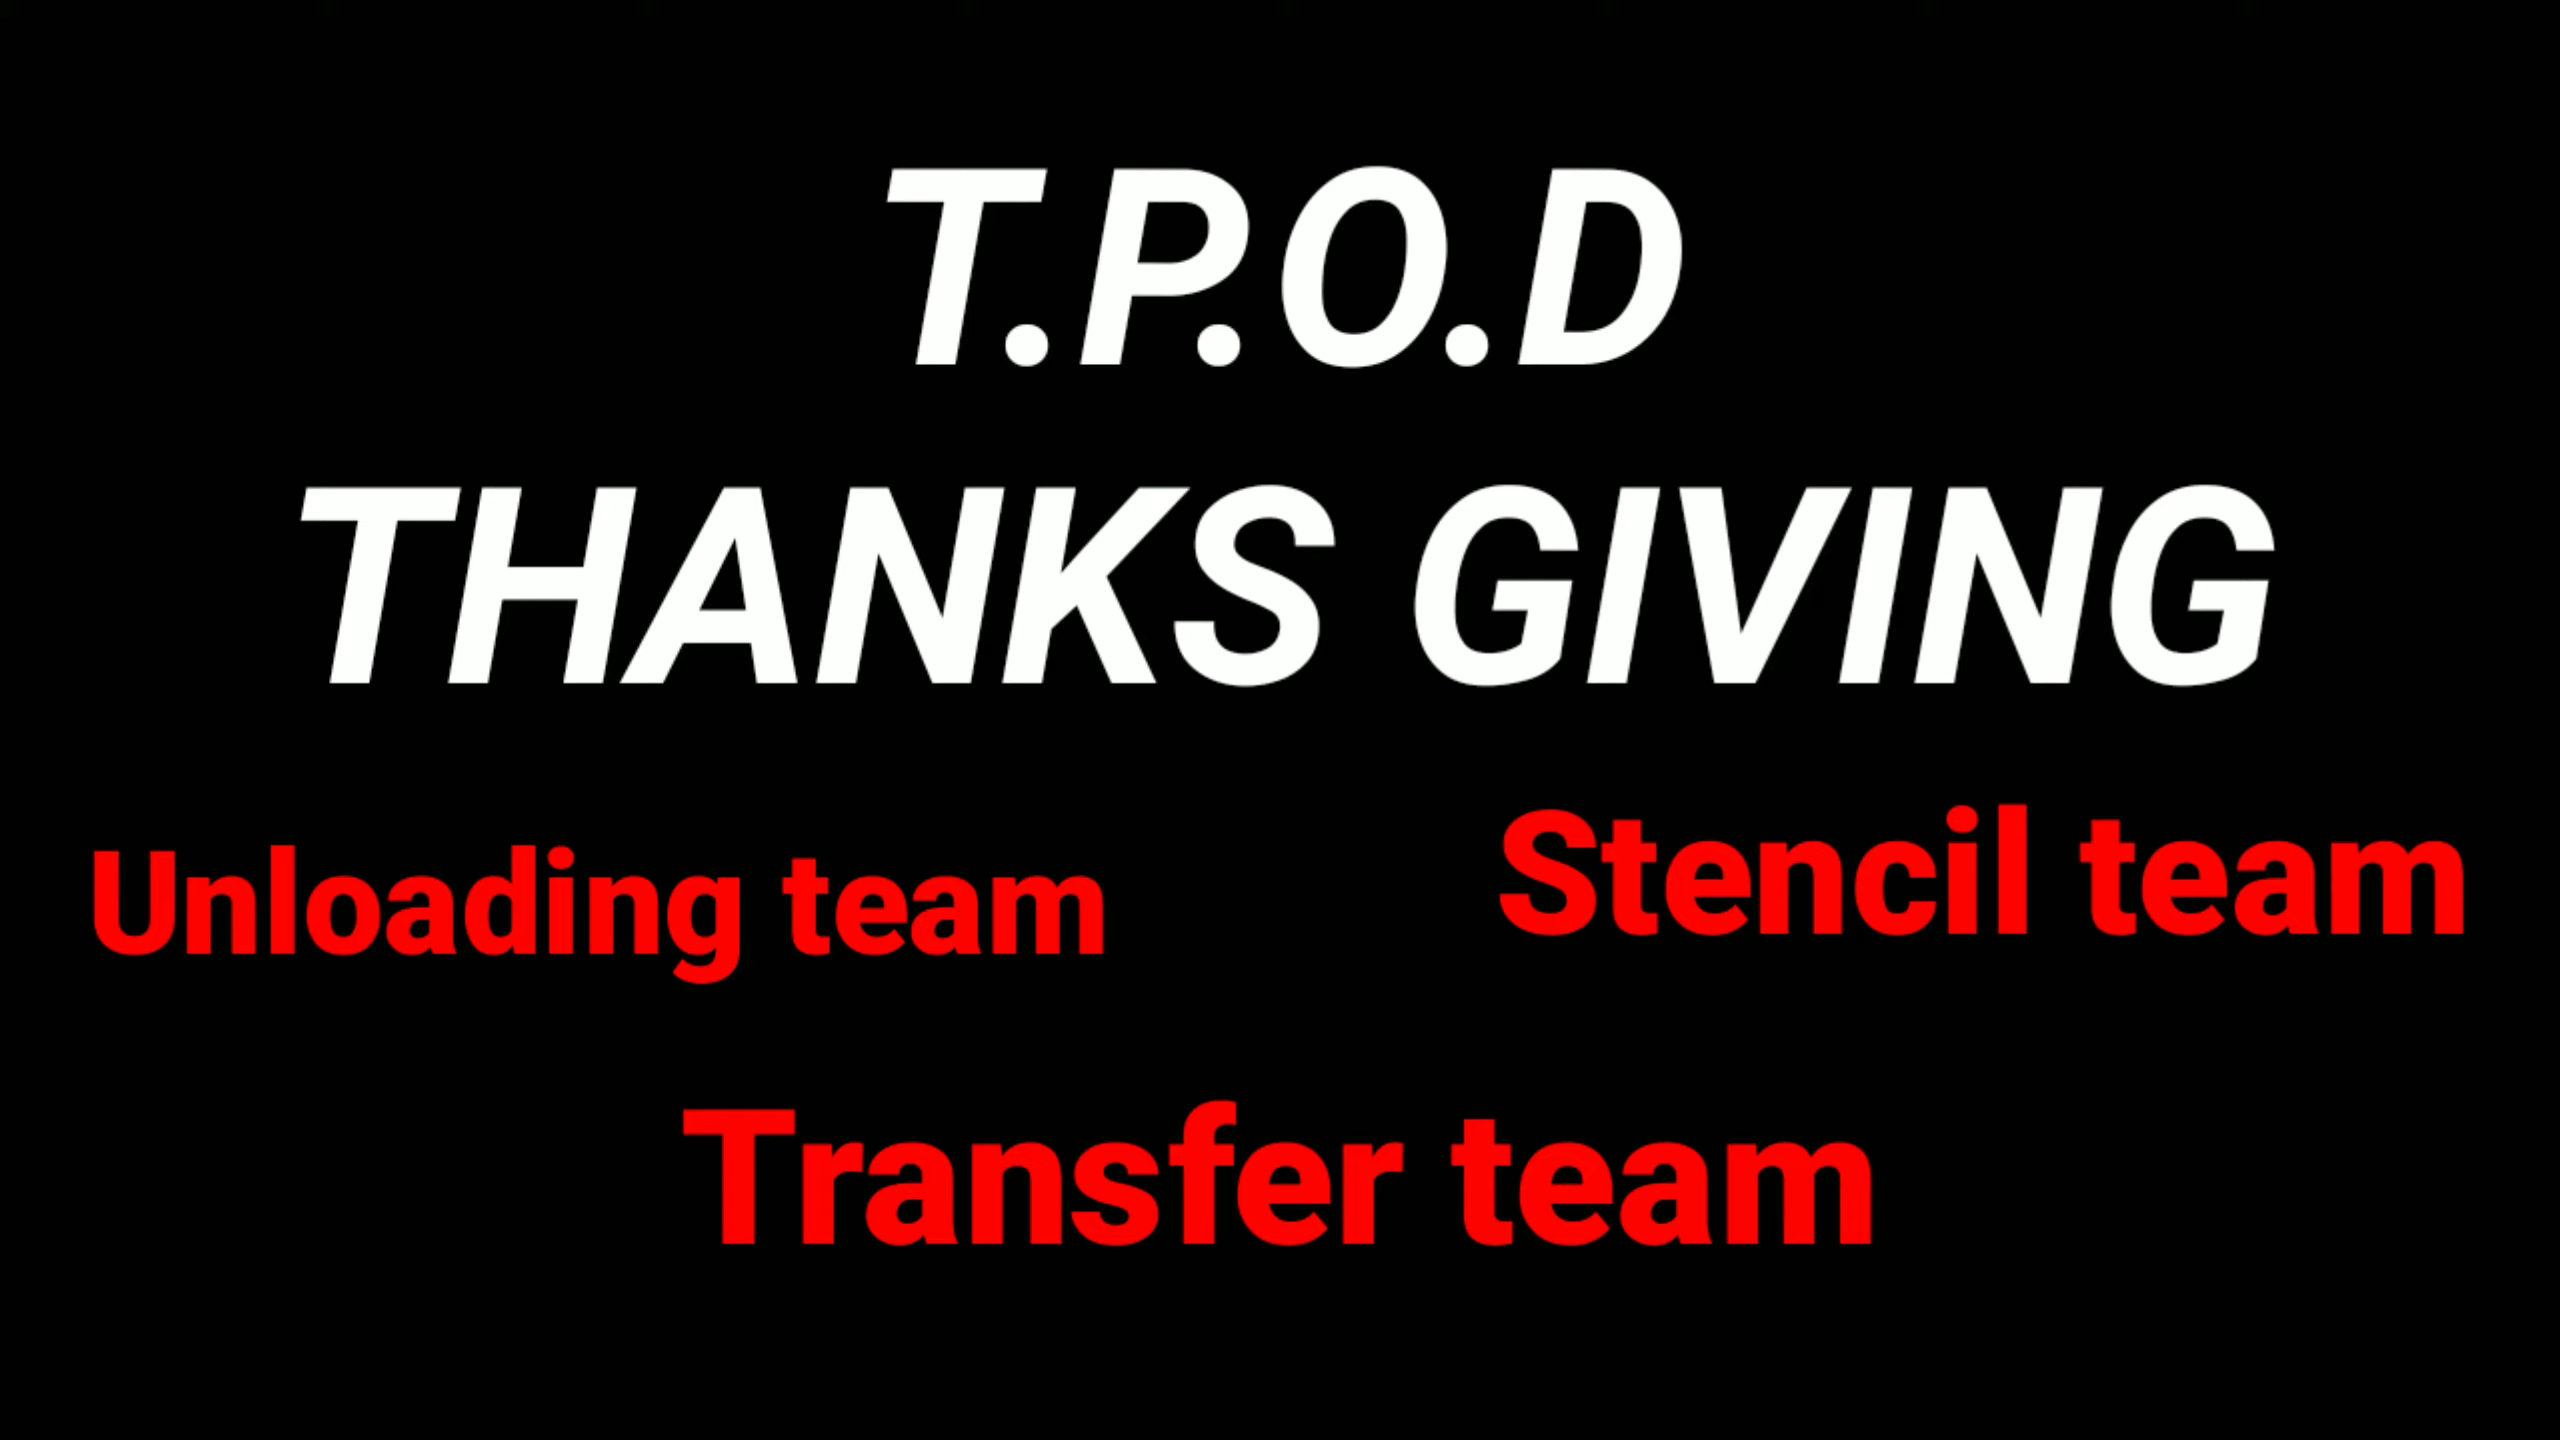 T.P.O.D
THANKS GIVING
Unloading team
Stencil team
Transfer team